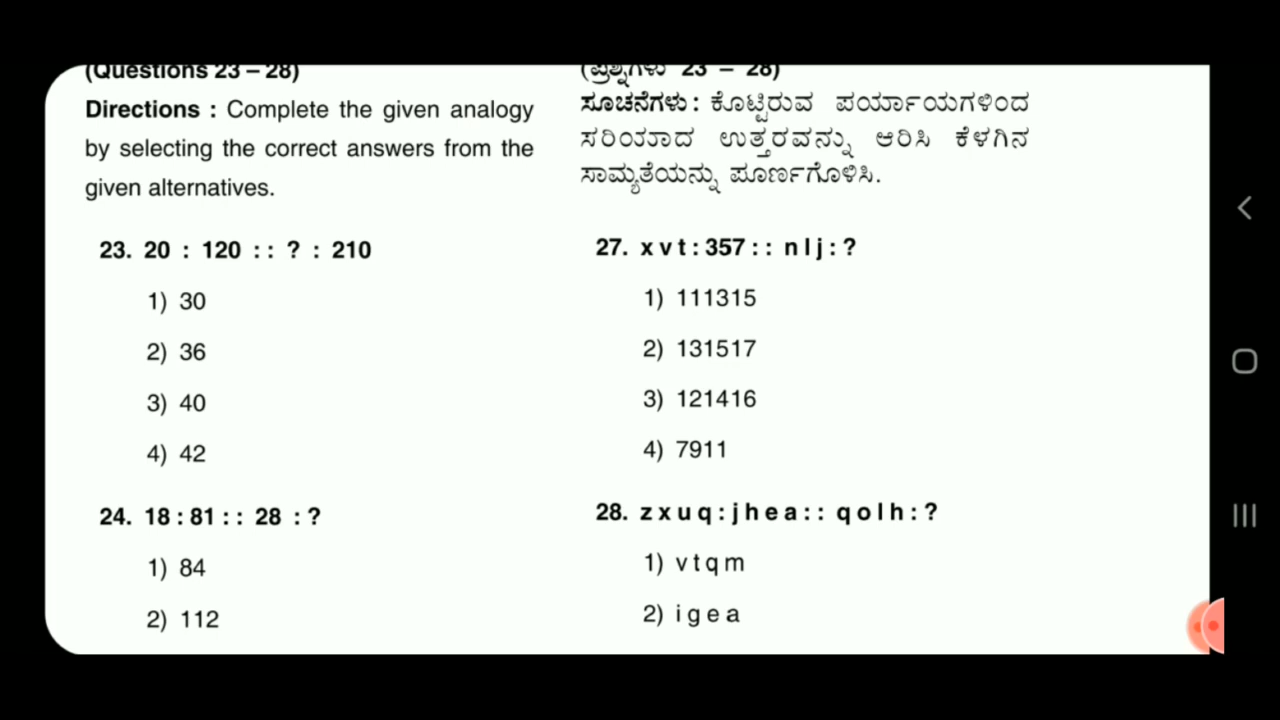 (Questions 23 – 28)
Directions : Complete the given analogy
by selecting the correct answers from the
given alternatives.
23. 20 : 120 :: ? : 210
1) 30
2) 36
3) 40
4) 42
24. 18 : 81 :: 28 : ?
1) 84
2) 112
(ಪ್ರಶ್ನೆಗಳು 23 – 28)
ಸೂಚನೆಗಳು : ಕೊಟ್ಟಿರುವ ಪರ್ಯಾಯಗಳಿಂದ
ಸರಿಯಾದ ಉತ್ತರವನ್ನು ಆರಿಸಿ ಕೆಳಗಿನ
ಸಾಮ್ಯತೆಯನ್ನು ಪೂರ್ಣಗೊಳಿಸಿ.
27. x v t : 357 :: n l j : ?
1) 111315
2) 131517
3) 121416
4) 7911
28. z x u q : j h e a :: q o l h : ?
1) v t q m
2) i g e a